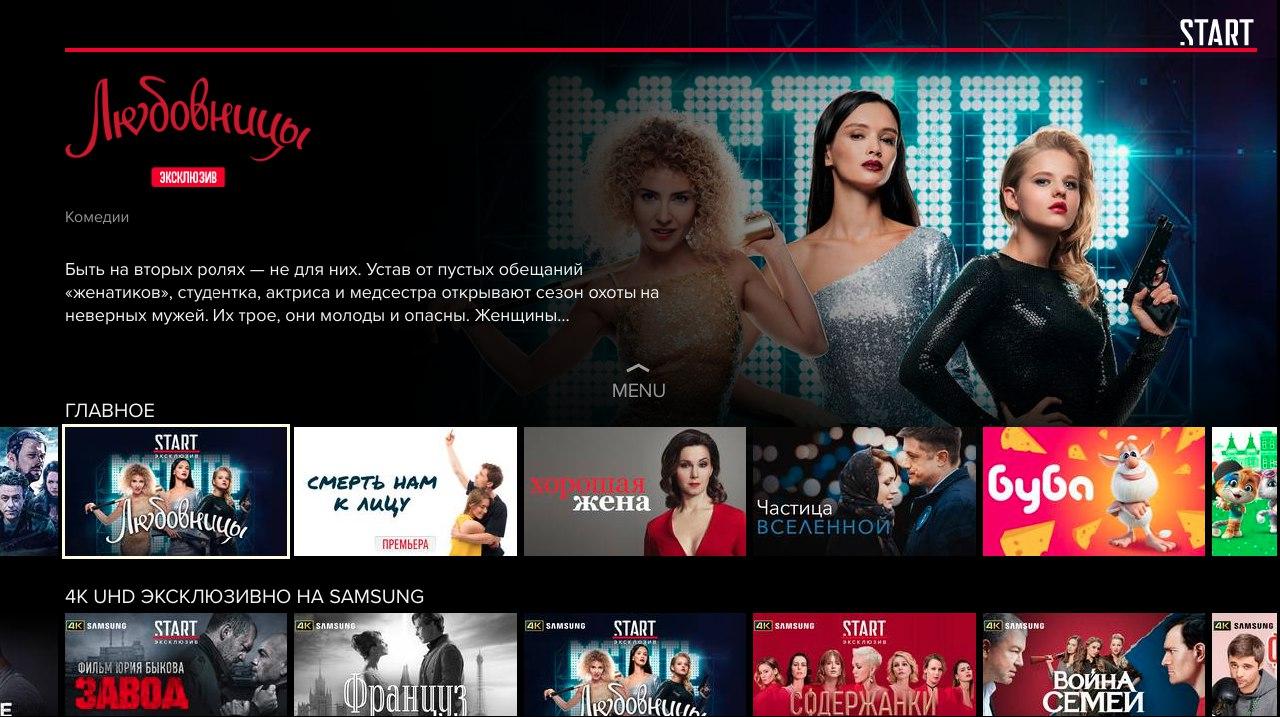 START
Любовницы
ЭКСКЛЮЗИВ
Комедии
Быть на вторых ролях — не для них. Устав от пустых обещаний
«женатиков», студентка, актриса и медсестра открывают сезон охоты на
неверных мужей. Их трое, они молоды и опасны. Женщины...
MENU
ГЛАВНОЕ
START
ЭКСКЛЮЗИВ
Любовницы
СМЕРТЬ НАМ
К ЛИЦУ
ПРЕМЬЕРА
хорошая
жена
Частица
ВСЕЛЕННОЙ
буба
4K UHD ЭКСКЛЮЗИВНО НА SAMSUNG
E
4K SAMSUNG
START
ЭКСКЛЮЗИВ
ФИЛЬМ ЮРИЯ БЫКОВА
ЗАВОД
4K SAMSUNG
Француз
4K SAMSUNG
START
ЭКСКЛЮЗИВ
Любовницы
4K SAMSUNG
START
ЭКСКЛЮЗИВ
СОДЕРЖАНКИ
4K SAMSUNG
ВОЙНА
СЕМЕЙ
4K SAMSUNG